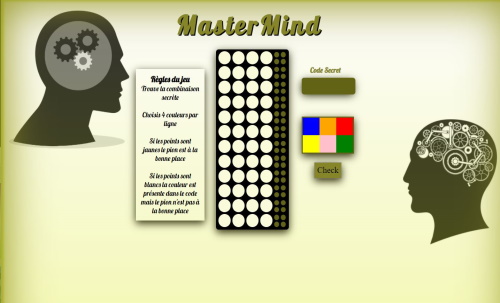 MasterMind
Règles du jeu
Trouve la combinaison
secrète
Choisis 4 couleurs par
ligne
Si les points sont
jaunes le pion est à la
bonne place
Si les points sont
blancs la couleur est
présente dans le code
mais le pion n'est pas à
la bonne place
Code Secret
Check